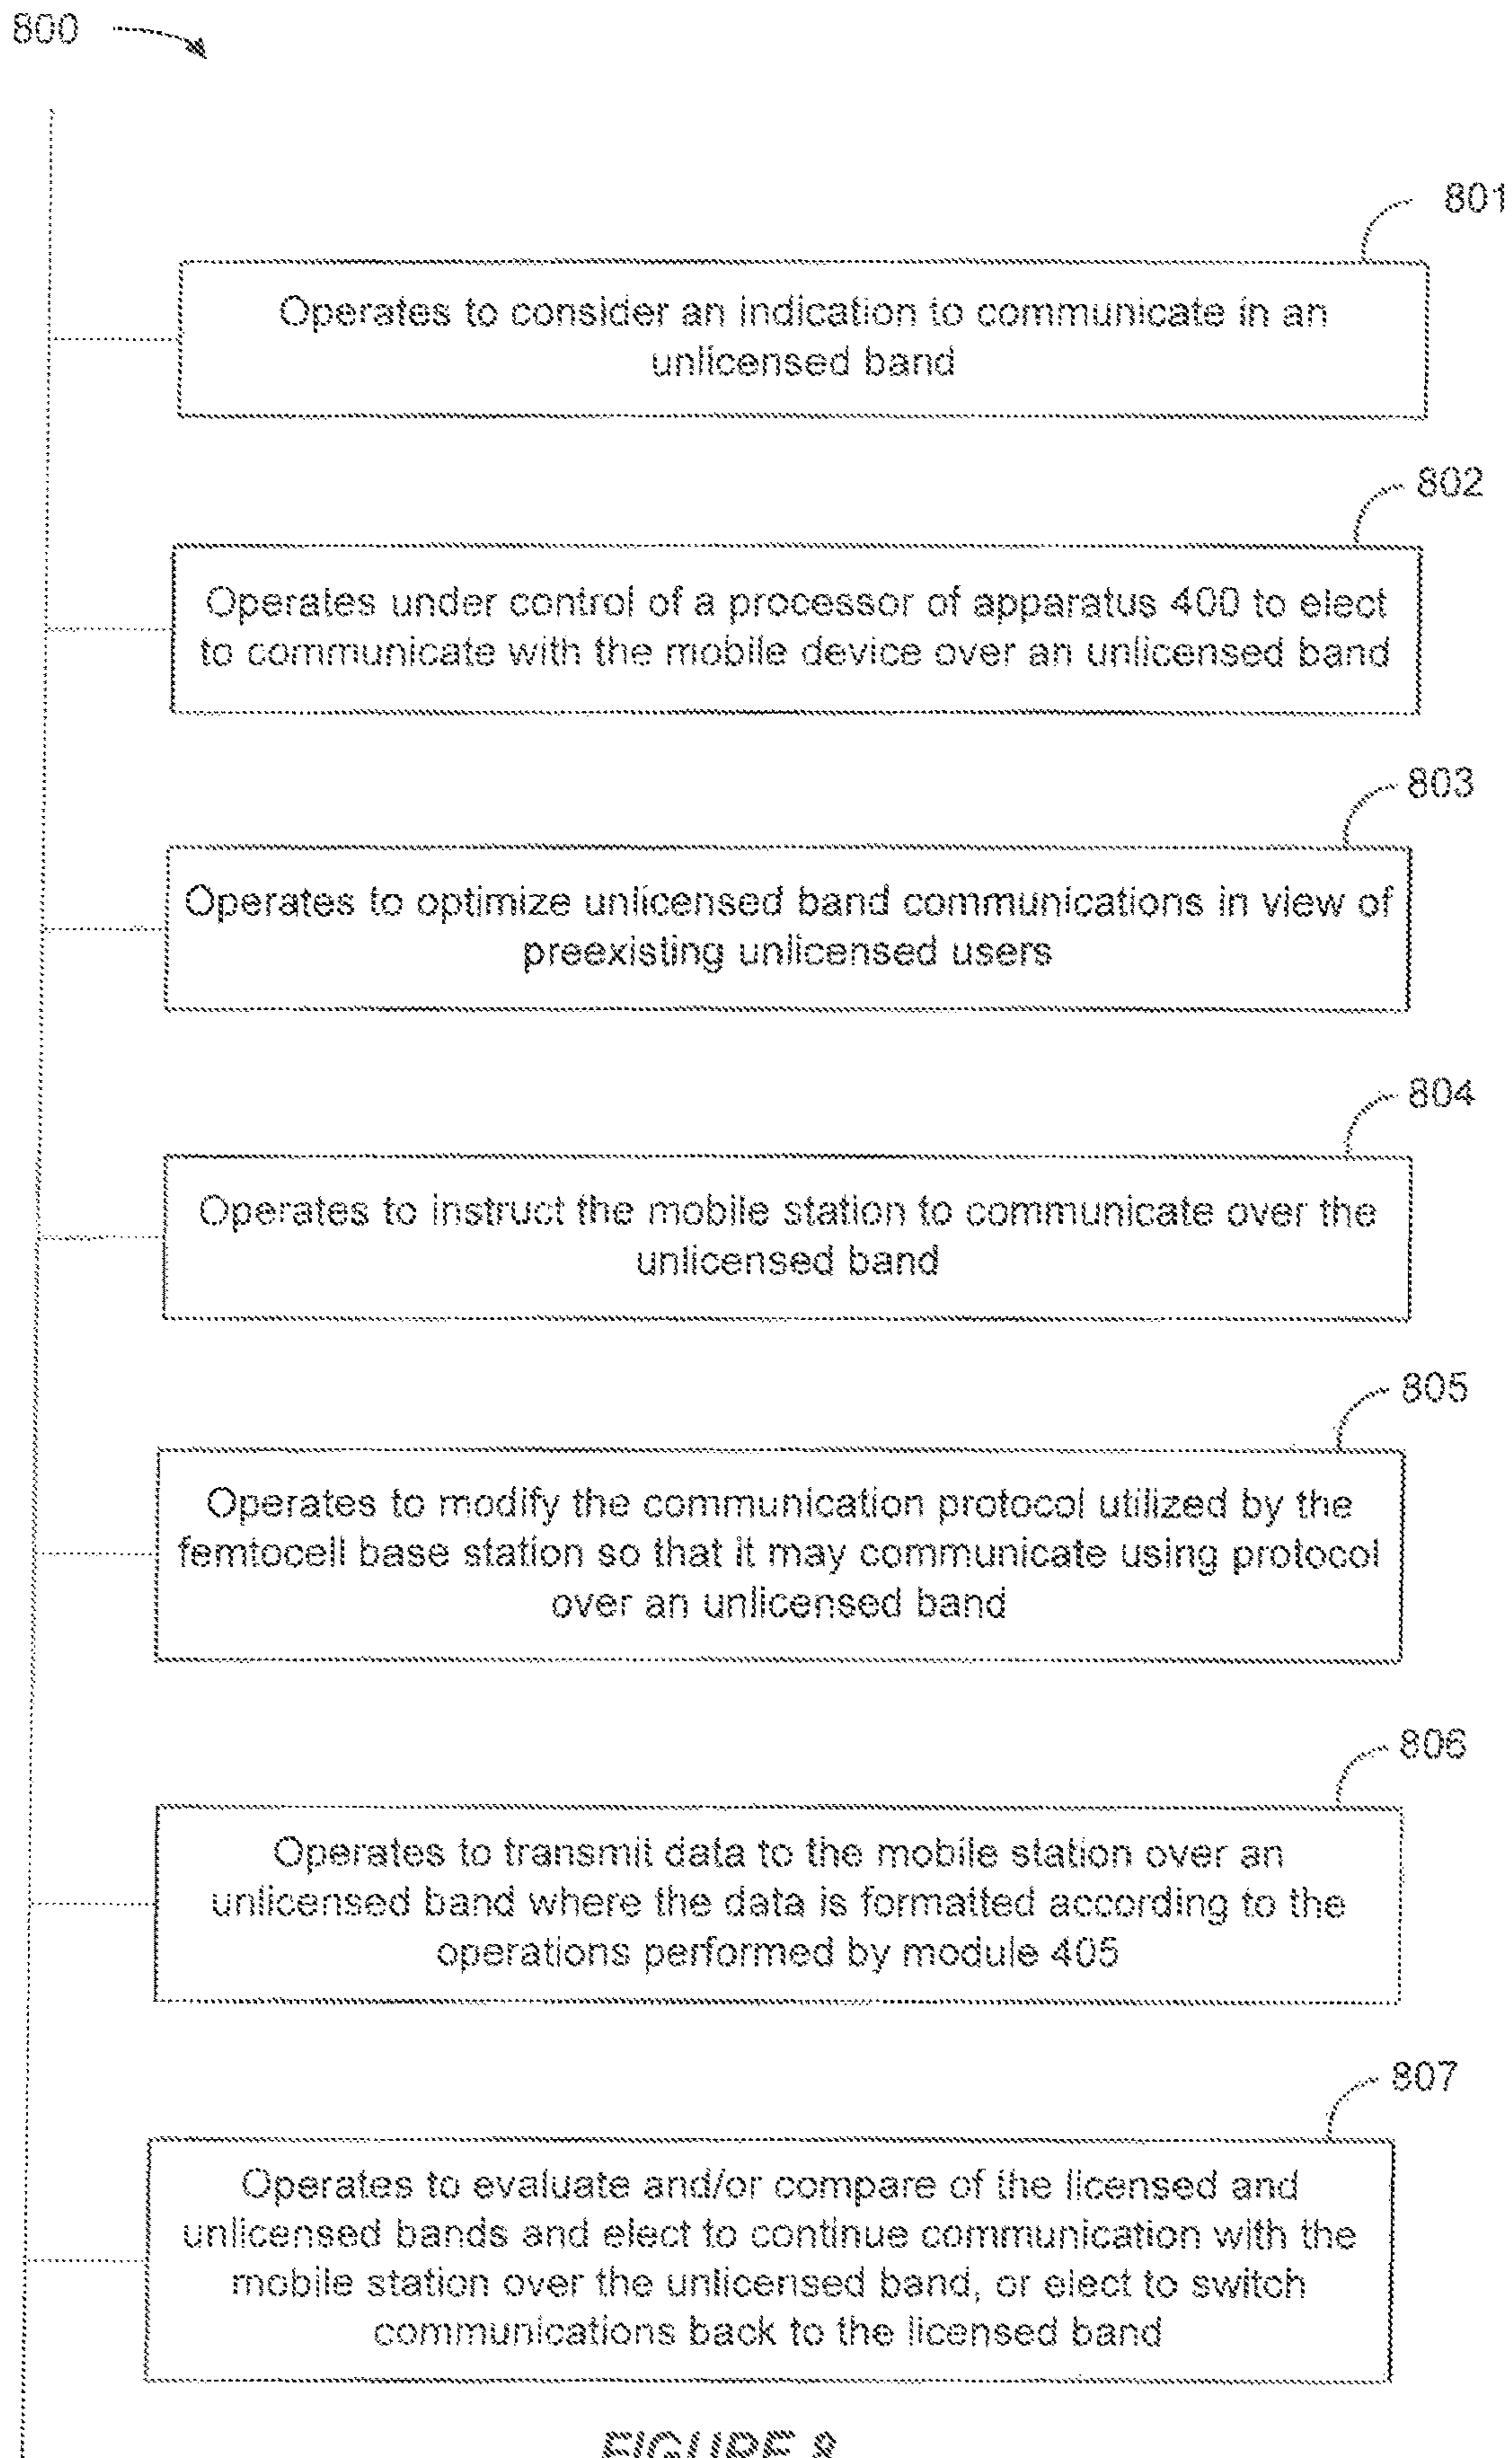 800
801
Operates to consider an indication to communicate in an
unlicensed band
802
Operates under control of a processor of apparatus 400 to elect
to communicate with the mobile device over an unlicensed band
803
Operates to optimize unlicensed band communications in view of
preexisting unlicensed users
804
Operates to instruct the mobile station to communicate over the
unlicensed band
805
Operates to modify the communication protocol utilized by the
femtocell base station so that it may communicate using protocol
over an unlicensed band
806
Operates to transmit data to the mobile station over an
unlicensed band where the data is formatted according to the
operations performed by module 405
807
Operates to evaluate and/or compare of the licensed and
unlicensed bands and elect to continue communication with the
mobile station over the unlicensed band, or elect to switch
communications back to the licensed band
FIGURE 8